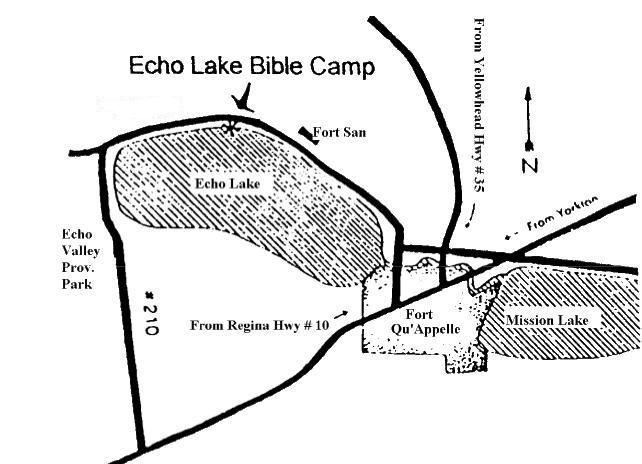 Echo Lake Bible Camp
From Yellowhead Hwy # 35
Fort San
N
Echo Lake
From Yorkton
Echo
Valley
Prov.
Park
# 210
From Regina Hwy # 10
Fort
Qu'Appelle
Mission Lake